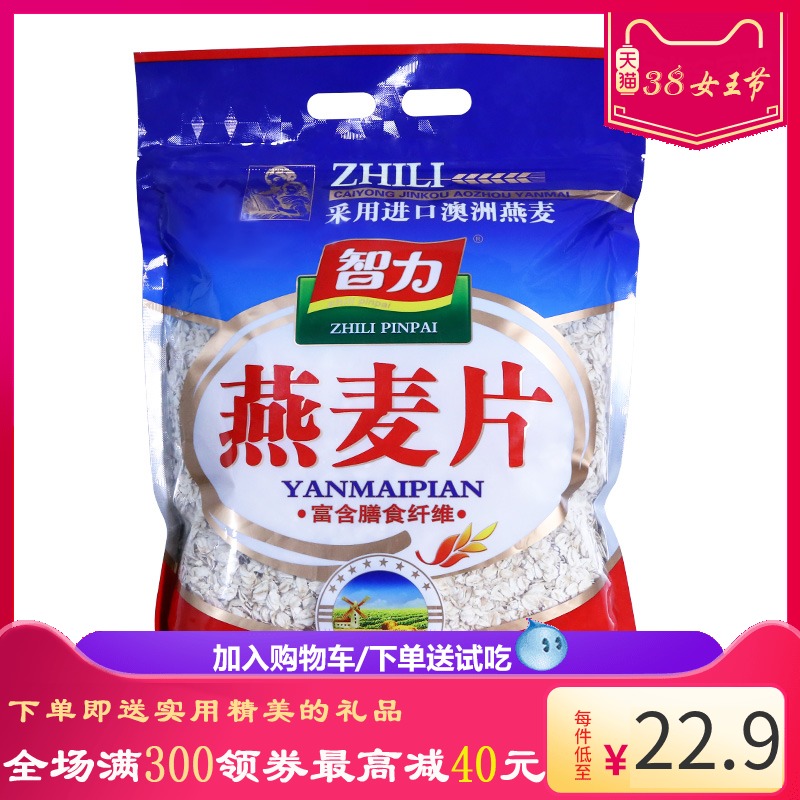 天猫
38女王节
ZHILI
CAIYONG JINKOU AOZHOU YANMAI
采用进口澳洲燕麦
智力
®
zhili pinpai
ZHILI PINPAI
燕麦片
YANMAIPIAN
·富含膳食纤维·
加入购物车/下单送试吃
下单即送实用精美的礼品
全场满300领券最高减40元
每件低至
¥22.9